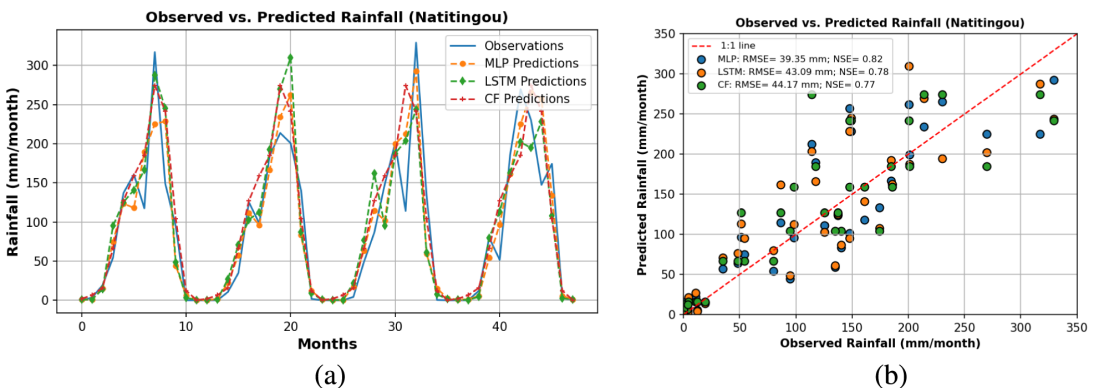 Observed vs. Predicted Rainfall (Natitingou)
Rainfall (mm/month)
300
250
200
150
100
50
0
Observations
MLP Predictions
LSTM Predictions
CF Predictions
0 10 20 30 40
Months
(a)
Observed vs. Predicted Rainfall (Natitingou)
Predicted Rainfall (mm/month)
350
300
250
200
150
100
50
0
1:1 line
MLP: RMSE= 39.35 mm; NSE= 0.82
LSTM: RMSE= 43.09 mm; NSE= 0.78
CF: RMSE= 44.17 mm; NSE= 0.77
0 50 100 150 200 250 300 350
Observed Rainfall (mm/month)
(b)